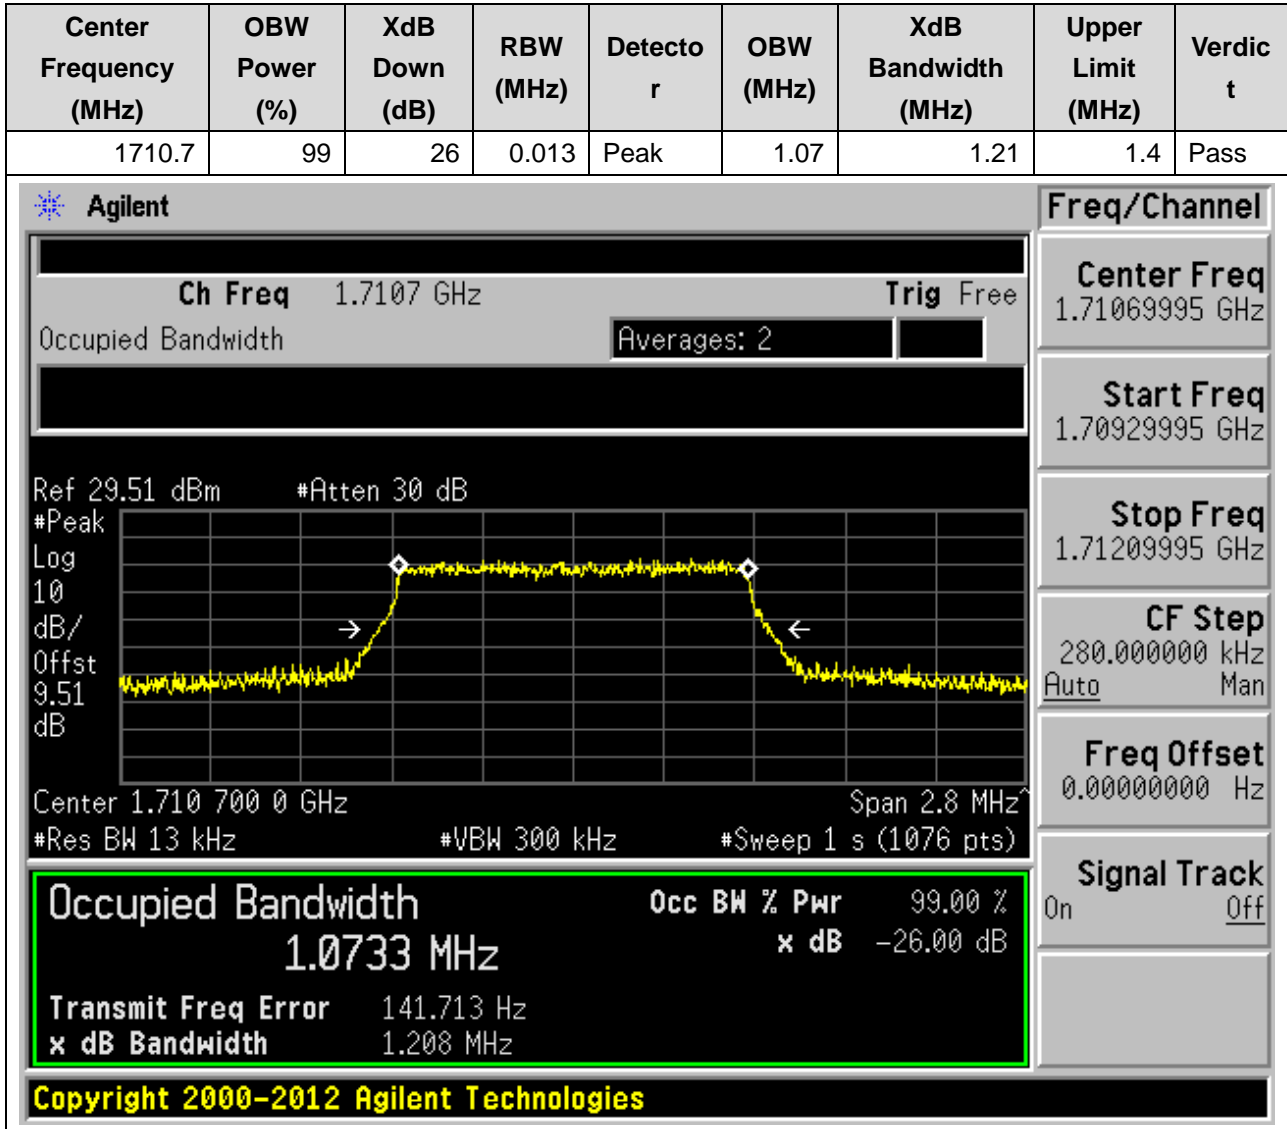 Center Frequency (MHz) OBW Power (%) XdB Down (dB) RBW (MHz) Detecto r OBW (MHz) XdB Bandwidth (MHz) Upper Limit (MHz) Verdic t
1710.7 99 26 0.013 Peak 1.07 1.21 1.4 Pass
Agilent
Freq/Channel
Ch Freq 1.7107 GHz Trig Free
Occupied Bandwidth Averages: 2
Center Freq
1.71069995 GHz
Start Freq
1.70929995 GHz
Stop Freq
1.71209995 GHz
CF Step
280.000000 kHz
Auto Man
Freq Offset
0.00000000 Hz
Signal Track
On Off
Ref 29.51 dBm #Atten 30 dB
#Peak
Log
10
dB/
Offst
9.51
dB
Center 1.710 700 0 GHz Span 2.8 MHz^
#Res BW 13 kHz #VBW 300 kHz #Sweep 1 s (1076 pts)
Occupied Bandwidth Occ BW % Pwr 99.00 %
1.0733 MHz x dB -26.00 dB
Transmit Freq Error 141.713 Hz
x dB Bandwidth 1.208 MHz
Copyright 2000-2012 Agilent Technologies